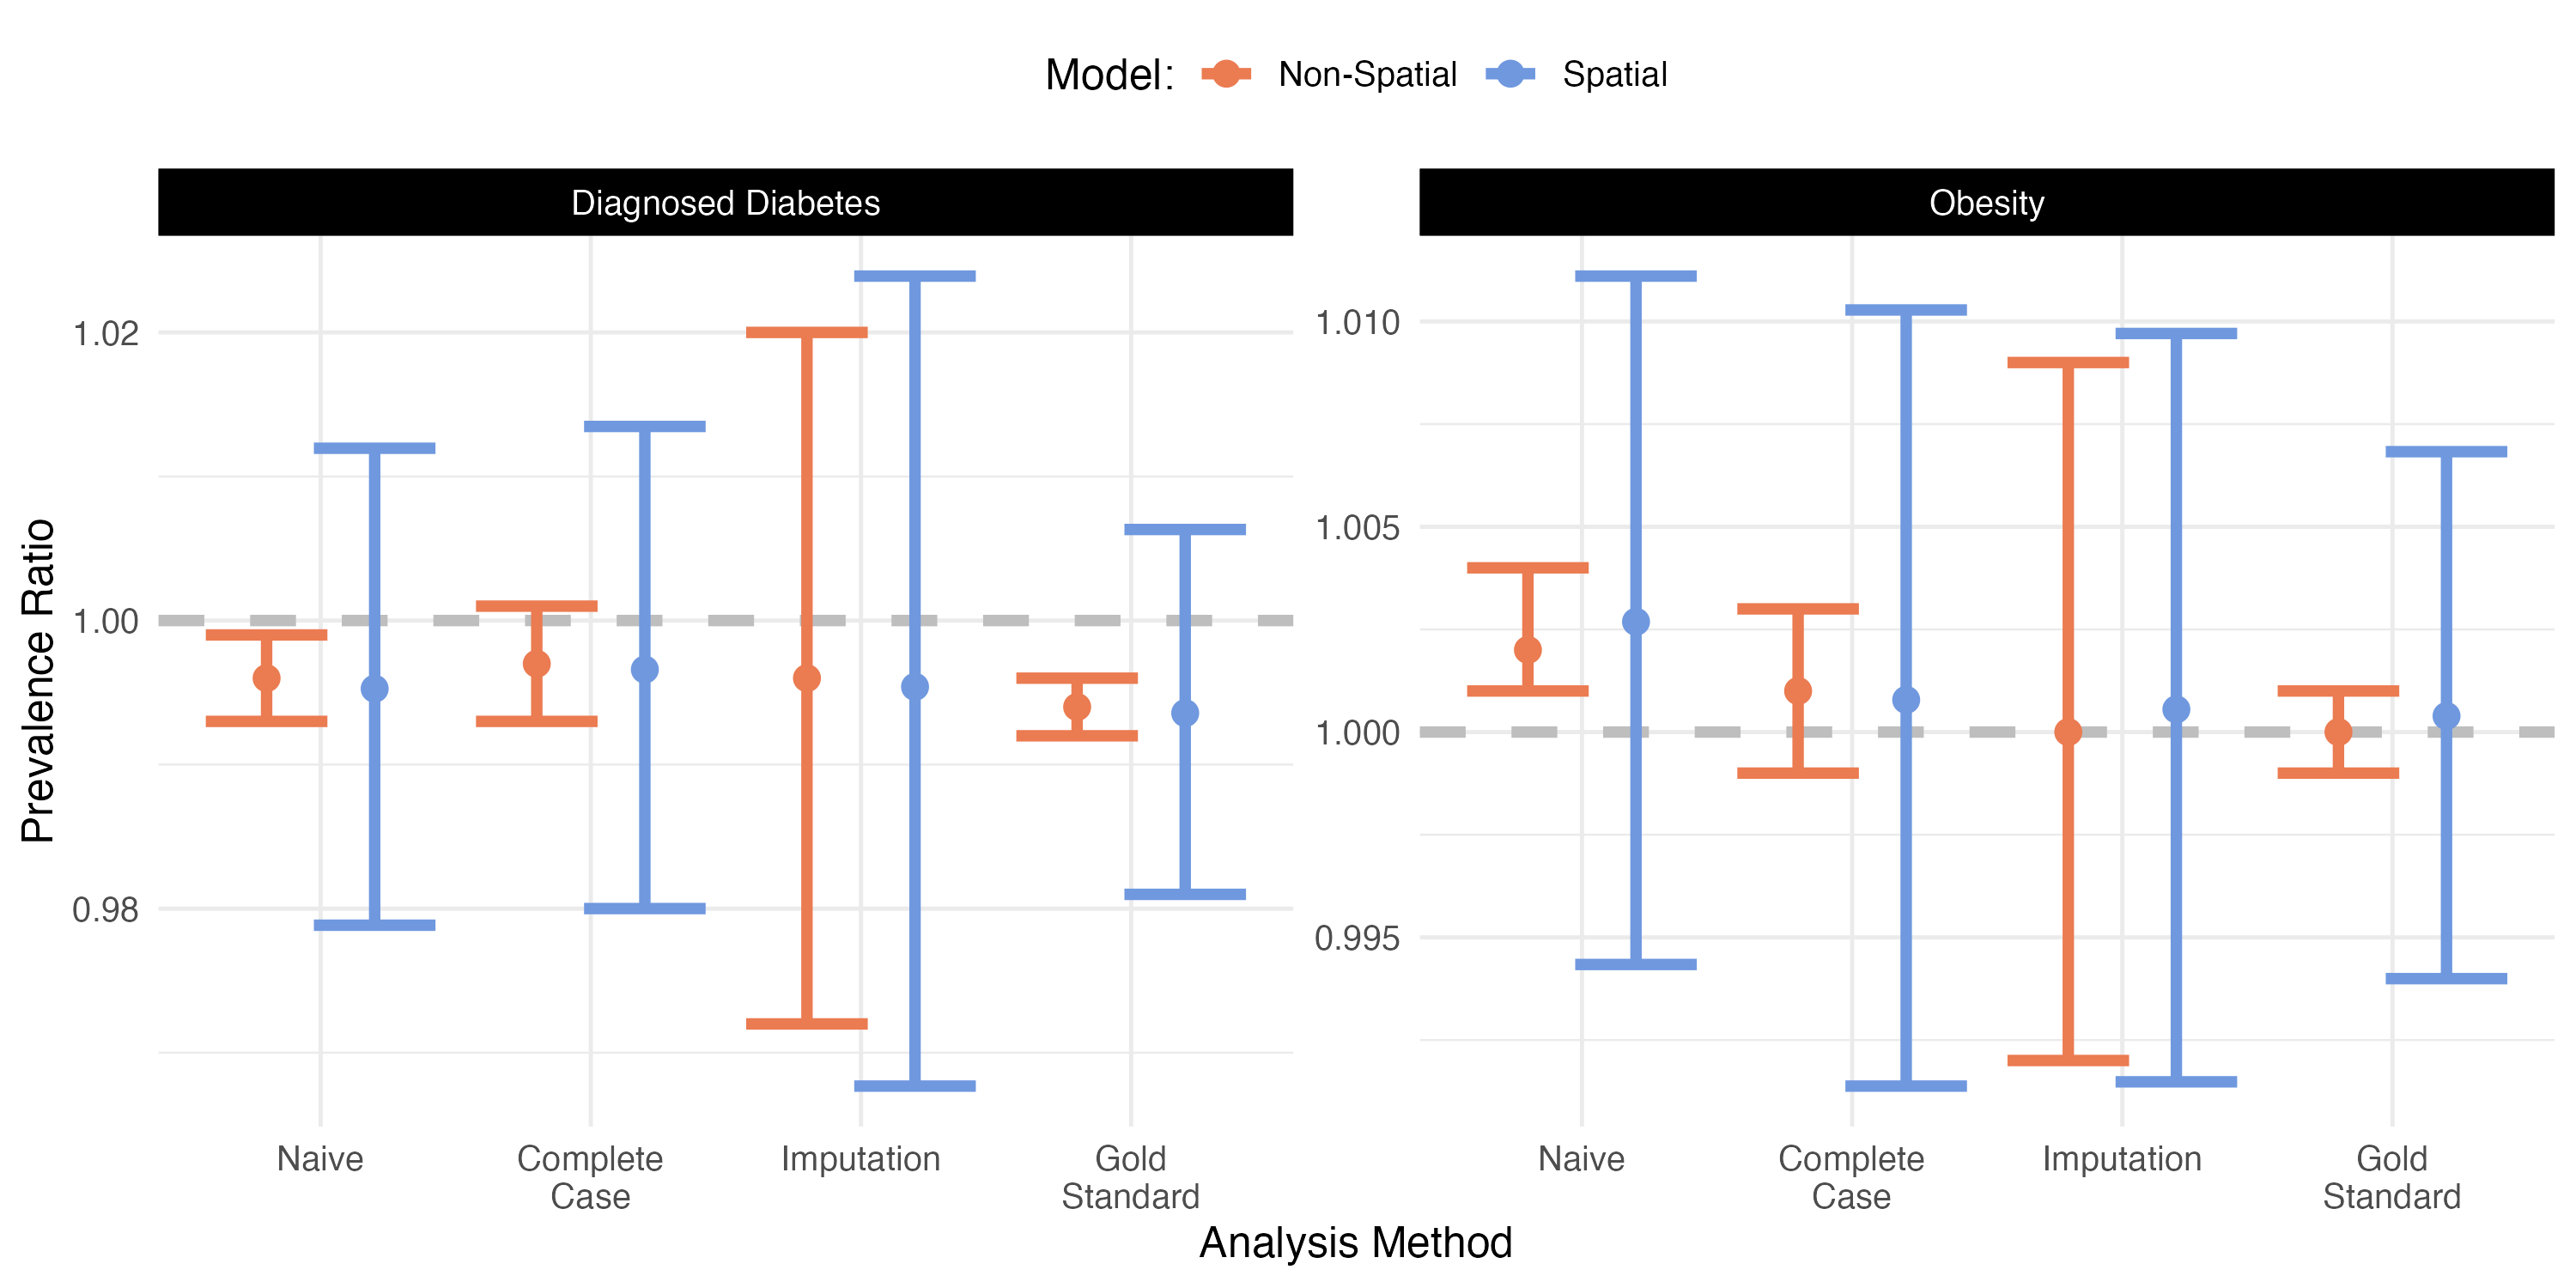 Model: Non-Spatial Spatial
Diagnosed Diabetes
Obesity
Prevalence Ratio
1.02
1.00
0.98
1.010
1.005
1.000
0.995
Naive
Complete
Case
Imputation
Gold
Standard
Naive
Complete
Case
Imputation
Gold
Standard
Analysis Method